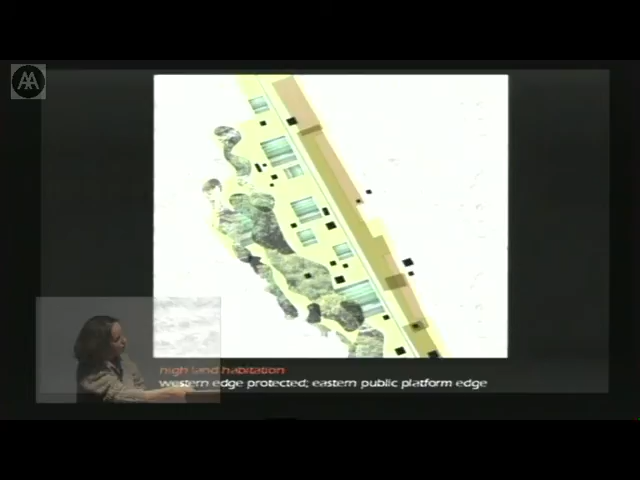 AA
high land habitation
western edge protected; eastern public platform edge